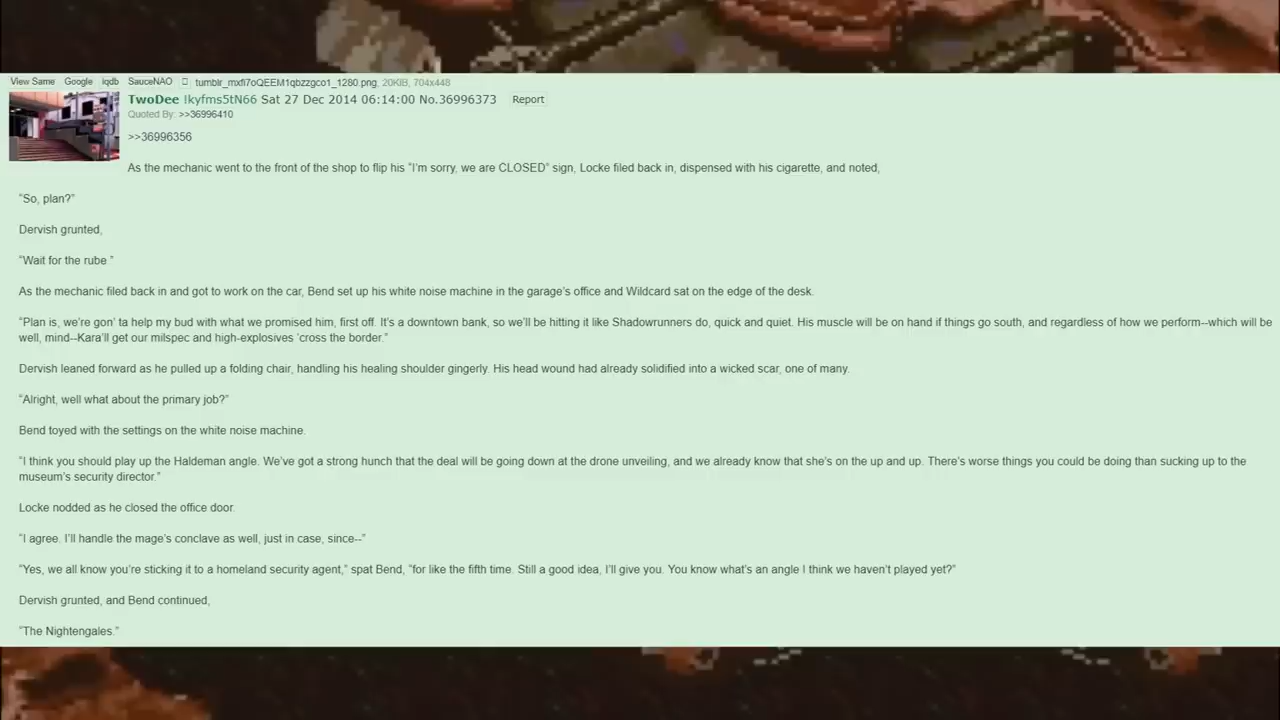 View Same Google iqdb SauceNAO tumblr_mxfi7oQEEM1qbzzgco1_1280.png, 20KIB, 704x448
TwoDee !kyfms5tN66 Sat 27 Dec 2014 06:14:00 No.36996373 Report
Quoted By: >>36996410
>>36996356
As the mechanic went to the front of the shop to flip his “I’m sorry, we are CLOSED” sign, Locke filed back in, dispensed with his cigarette, and noted,
“So, plan?”
Dervish grunted,
“Wait for the rube ”
As the mechanic filed back in and got to work on the car, Bend set up his white noise machine in the garage’s office and Wildcard sat on the edge of the desk.
“Plan is, we’re gon’ ta help my bud with what we promised him, first off. It’s a downtown bank, so we’ll be hitting it like Shadowrunners do, quick and quiet. His muscle will be on hand if things go south, and regardless of how we perform--which will be
well, mind--Kara’ll get our milspec and high-explosives ‘cross the border.”
Dervish leaned forward as he pulled up a folding chair, handling his healing shoulder gingerly. His head wound had already solidified into a wicked scar, one of many.
“Alright, well what about the primary job?”
Bend toyed with the settings on the white noise machine.
“I think you should play up the Haldeman angle. We’ve got a strong hunch that the deal will be going down at the drone unveiling, and we already know that she’s on the up and up. There’s worse things you could be doing than sucking up to the
museum’s security director.”
Locke nodded as he closed the office door.
“I agree. I’ll handle the mage’s conclave as well, just in case, since--”
“Yes, we all know you’re sticking it to a homeland security agent,” spat Bend, “for like the fifth time. Still a good idea, I’ll give you. You know what’s an angle I think we haven’t played yet?”
Dervish grunted, and Bend continued,
“The Nightengales.”